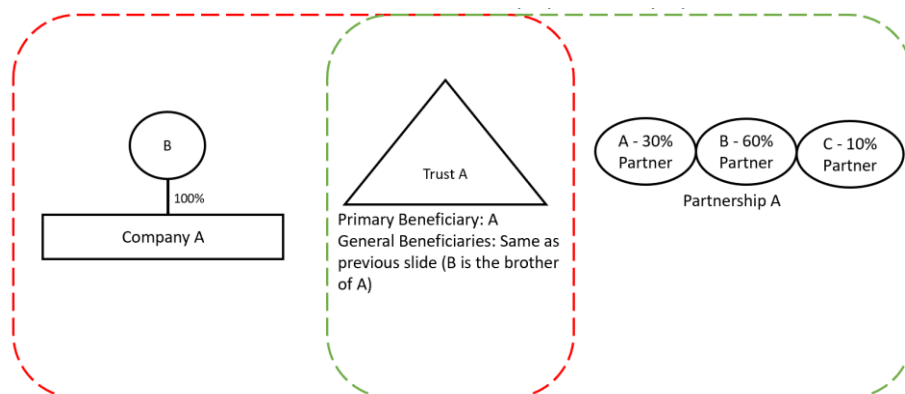 B
100%
Company A
Trust A
Primary Beneficiary: A
General Beneficiaries: Same as
previous slide (B is the brother
of A)
A - 30%
Partner
B - 60%
Partner
C - 10%
Partner
Partnership A